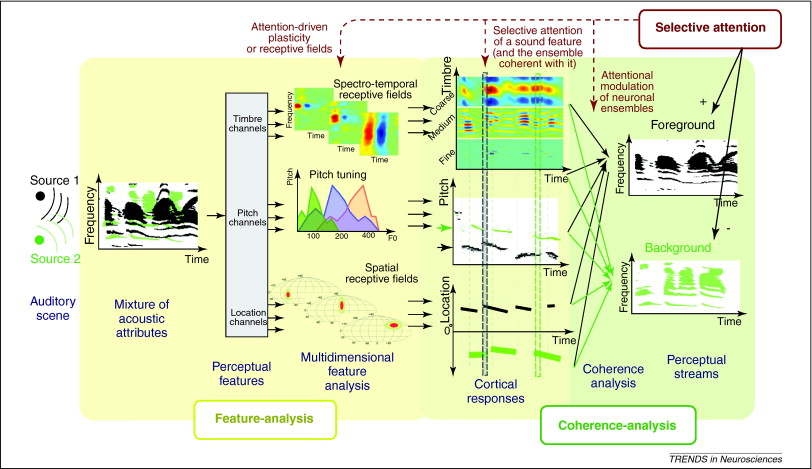 Selective attention
Attention-driven
plasticity
or receptive fields
Selective attention
of a sound feature
(and the ensemble
coherent with it)
Attentional
modulation
of neuronal
ensembles
Source 1
Source 2
Auditory
scene
Frequency
Time
Mixture of
acoustic
attributes
Timbre
channels
Pitch
channels
Location
channels
Perceptual
features
Spectro-temporal
receptive fields
Frequency
Time
Time
Time
Pitch tuning
Pitch
100
200
400
F0
Spatial
receptive fields
Multidimensional
feature
analysis
Timbre
Coarse
Medium
Fine
Time
Pitch
Time
Location
0
Time
Cortical
responses
Coherence
analysis
+
Foreground
Frequency
Time
-
Background
Frequency
Time
Perceptual
streams
Feature-analysis
Coherence-analysis
TRENDS in Neurosciences